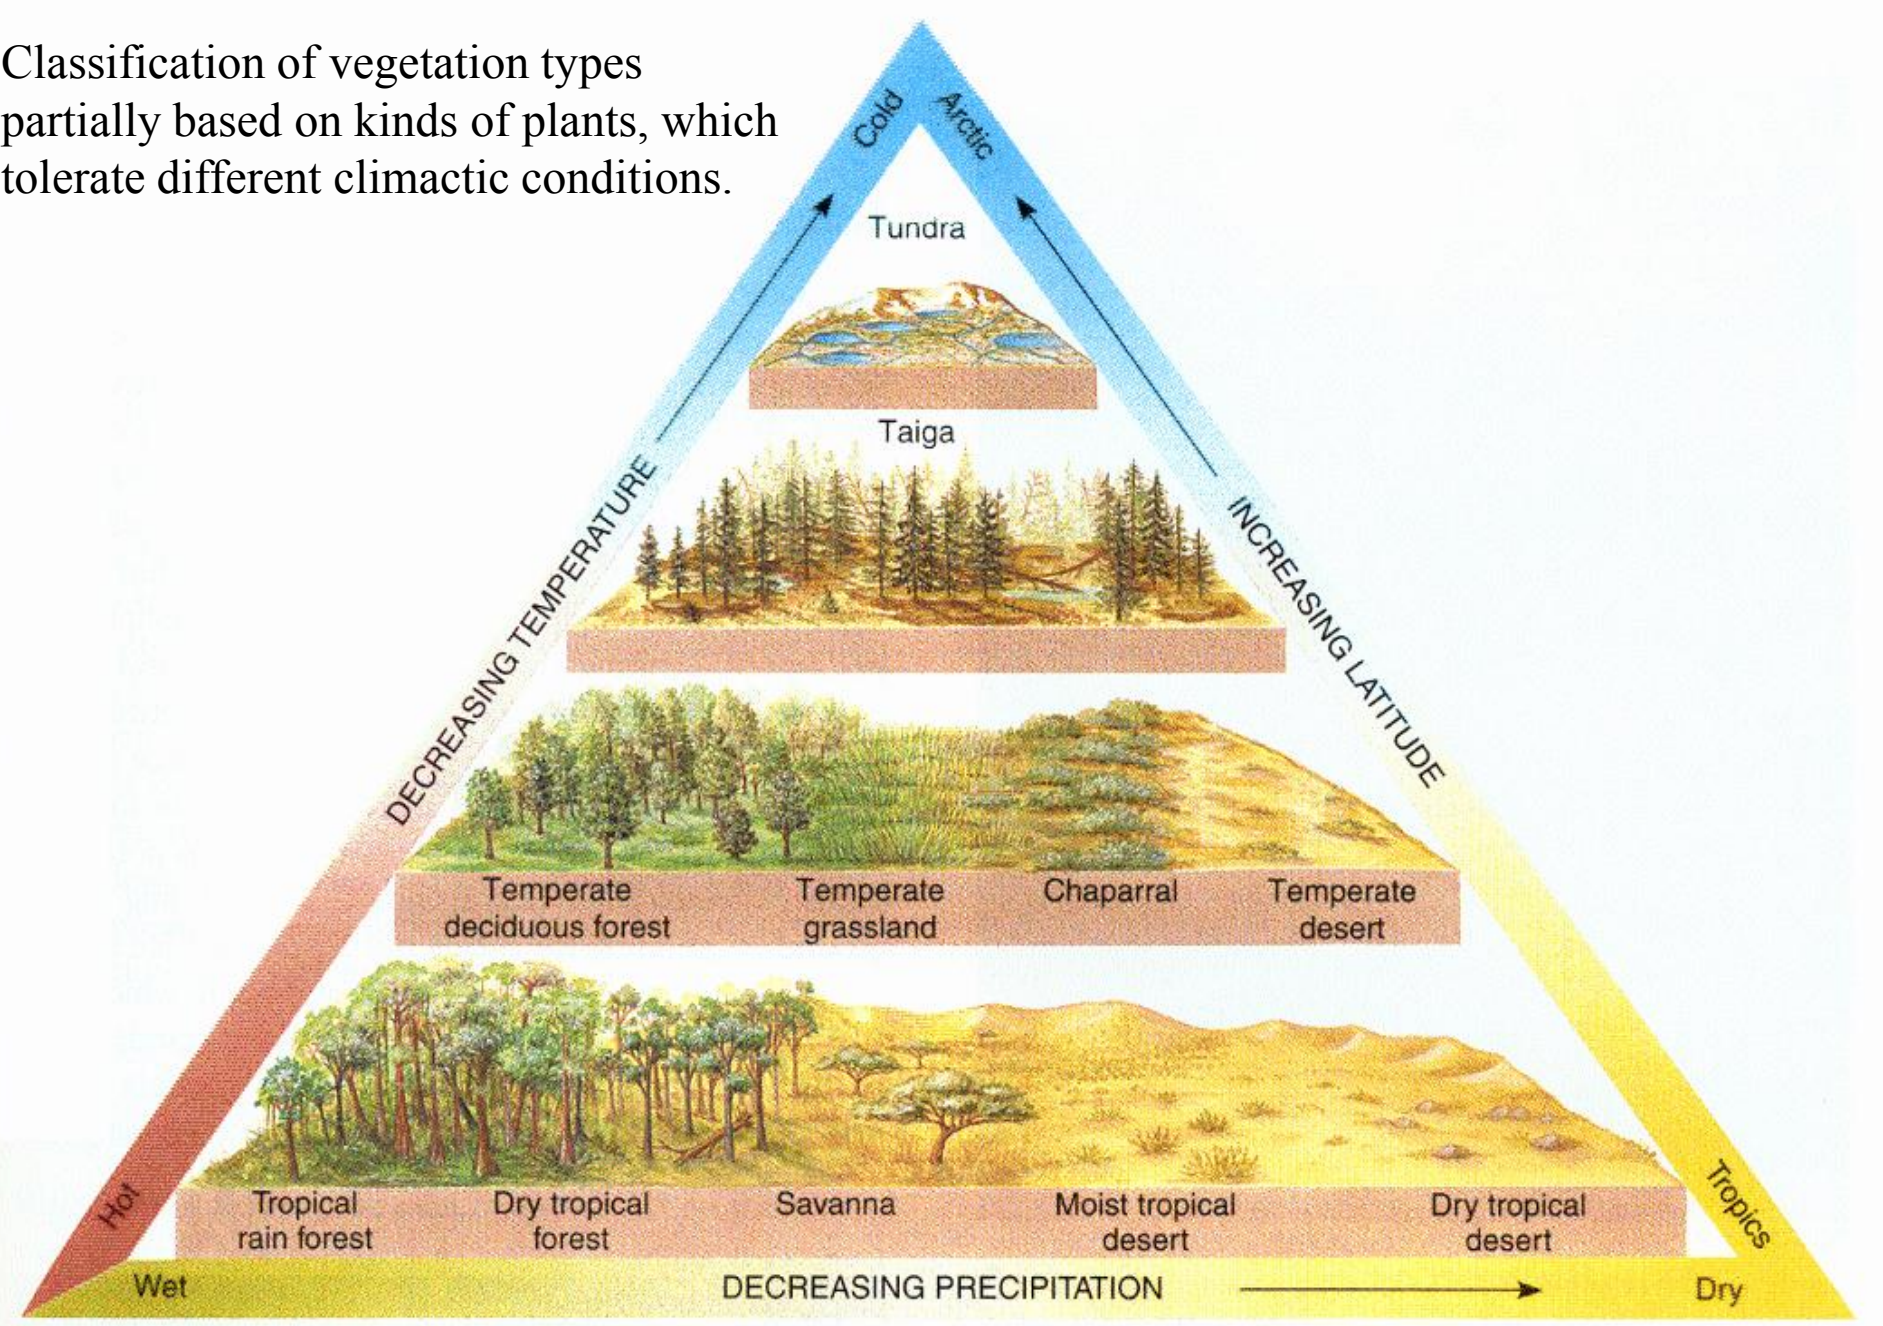 Classification of vegetation types
partially based on kinds of plants, which
tolerate different climactic conditions.
Cold
Arctic
Tundra
Taiga
DECREASING TEMPERATURE
INCREASING LATITUDE
Temperate
deciduous forest
Temperate
grassland
Chaparral
Temperate
desert
Hot
Tropics
Tropical
rain forest
Dry tropical
forest
Savanna
Moist tropical
desert
Dry tropical
desert
Wet
DECREASING PRECIPITATION
Dry